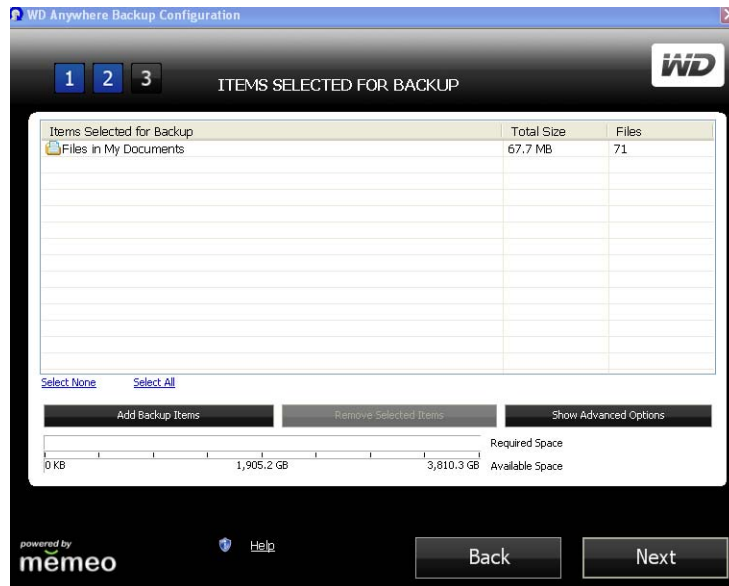 WD Anywhere Backup Configuration
WD
1 2 3 ITEMS SELECTED FOR BACKUP
Items Selected for Backup Total Size Files
Files in My Documents 67.7 MB 71
Select None Select All
Add Backup Items Remove Selected Items Show Advanced Options
Required Space
0 KB 1,905.2 GB 3,810.3 GB Available Space
powered by
memeo
Help
Back Next